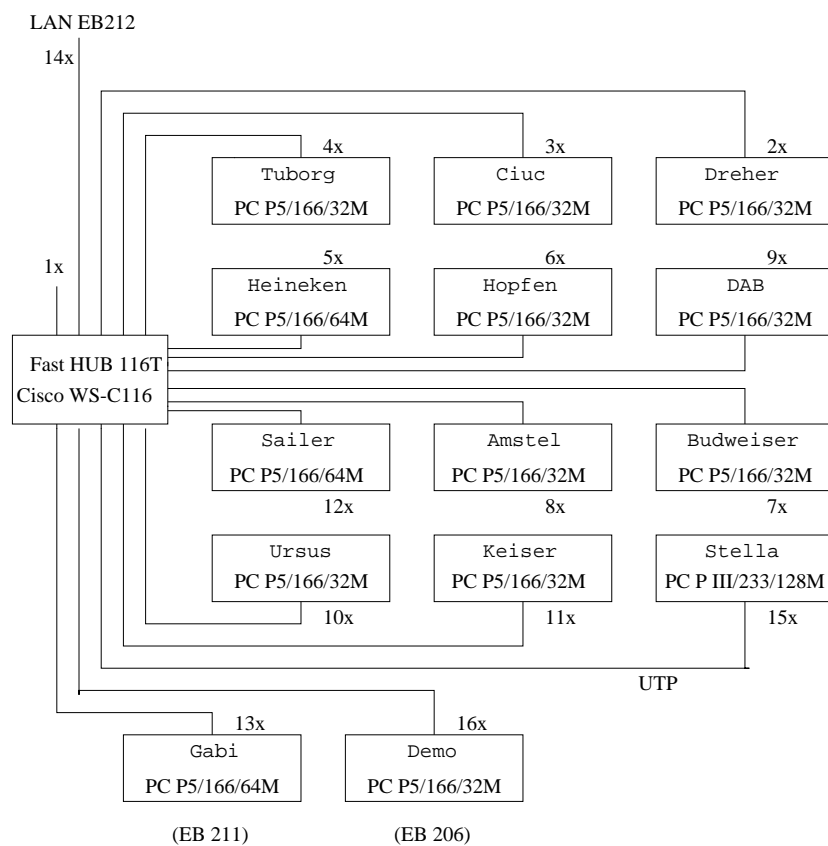 LAN EB212
14x
4x
3x
2x
Tuborg
PC P5/166/32M
Ciuc
PC P5/166/32M
Dreher
PC P5/166/32M
1x
5x
6x
9x
Heineken
PC P5/166/64M
Hopfen
PC P5/166/32M
DAB
PC P5/166/32M
Fast HUB 116T
Cisco WS-C116
Sailer
PC P5/166/64M
Amstel
PC P5/166/32M
Budweiser
PC P5/166/32M
12x
8x
7x
Ursus
PC P5/166/32M
Keiser
PC P5/166/32M
Stella
PC P III/233/128M
10x
11x
15x
UTP
13x
16x
Gabi
PC P5/166/64M
Demo
PC P5/166/32M
(EB 211)
(EB 206)